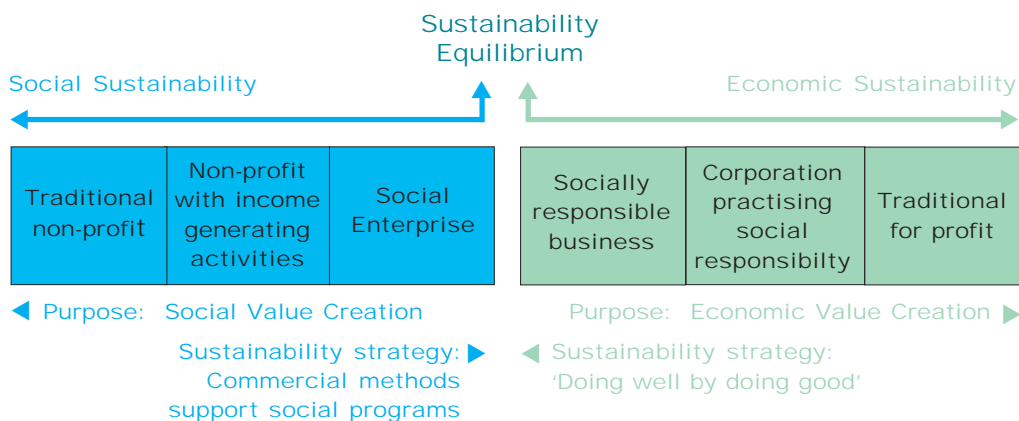 Sustainability
Equilibrium
Social Sustainability
Economic Sustainability
Traditional
non-profit
Non-profit
with income
generating
activities
Social
Enterprise
Socially
responsible
business
Corporation
practising
social
responsibilty
Traditional
for profit
Purpose: Social Value Creation
Purpose: Economic Value Creation
Sustainability strategy:
Commercial methods
support social programs
Sustainability strategy:
‘Doing well by doing good’